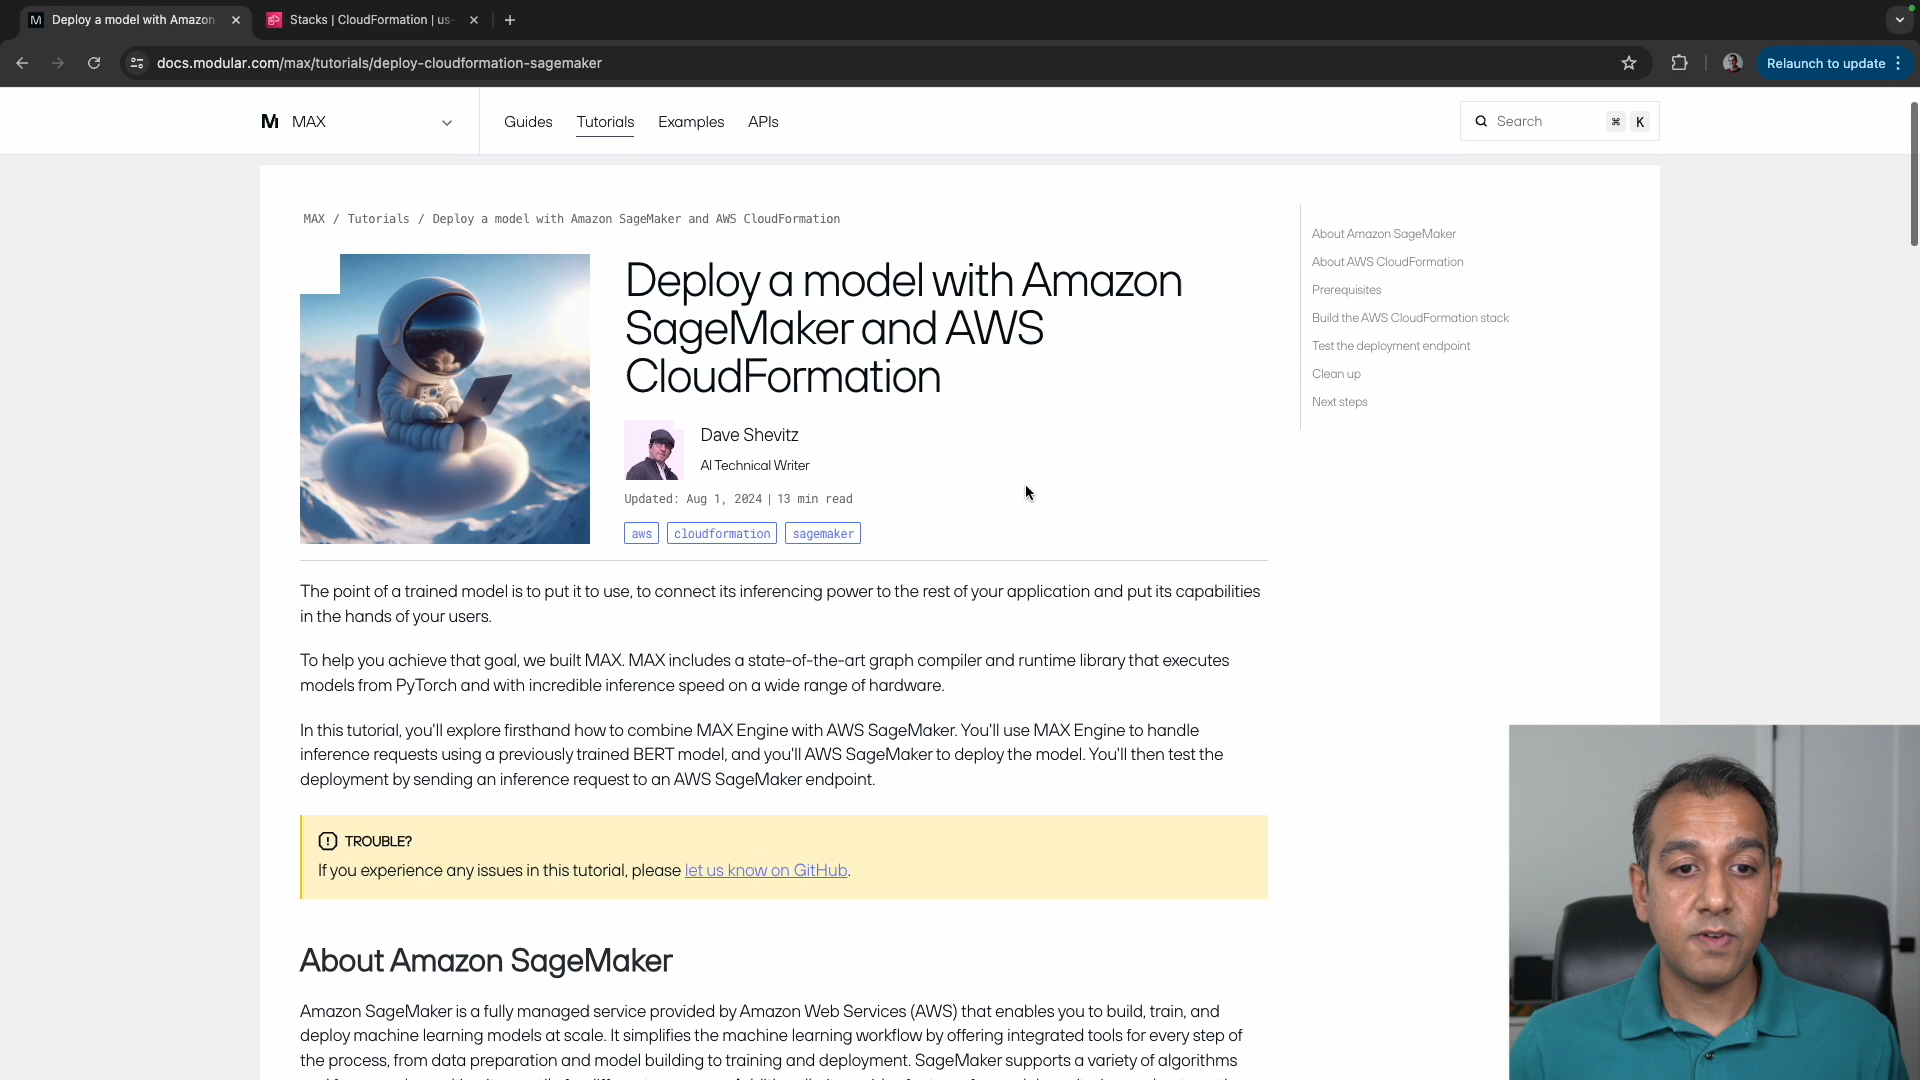 Deploy a model with Amazon
Stacks | CloudFormation | us-
docs.modular.com/max/tutorials/deploy-cloudformation-sagemaker
Relaunch to update
MAX
Guides
Tutorials
Examples
APIs
Search
⌘ K
MAX / Tutorials / Deploy a model with Amazon SageMaker and AWS CloudFormation
Deploy a model with Amazon
SageMaker and AWS
CloudFormation
Dave Shevitz
AI Technical Writer
Updated: Aug 1, 2024 | 13 min read
aws
cloudformation
sagemaker
About Amazon SageMaker
About AWS CloudFormation
Prerequisites
Build the AWS CloudFormation stack
Test the deployment endpoint
Clean up
Next steps
The point of a trained model is to put it to use, to connect its inferencing power to the rest of your application and put its capabilities
in the hands of your users.
To help you achieve that goal, we built MAX. MAX includes a state-of-the-art graph compiler and runtime library that executes
models from PyTorch and with incredible inference speed on a wide range of hardware.
In this tutorial, you'll explore firsthand how to combine MAX Engine with AWS SageMaker. You'll use MAX Engine to handle
inference requests using a previously trained BERT model, and you'll AWS SageMaker to deploy the model. You'll then test the
deployment by sending an inference request to an AWS SageMaker endpoint.
TROUBLE?
If you experience any issues in this tutorial, please let us know on GitHub.
About Amazon SageMaker
Amazon SageMaker is a fully managed service provided by Amazon Web Services (AWS) that enables you to build, train, and
deploy machine learning models at scale. It simplifies the machine learning workflow by offering integrated tools for every step of
the process, from data preparation and model building to training and deployment. SageMaker supports a variety of algorithms